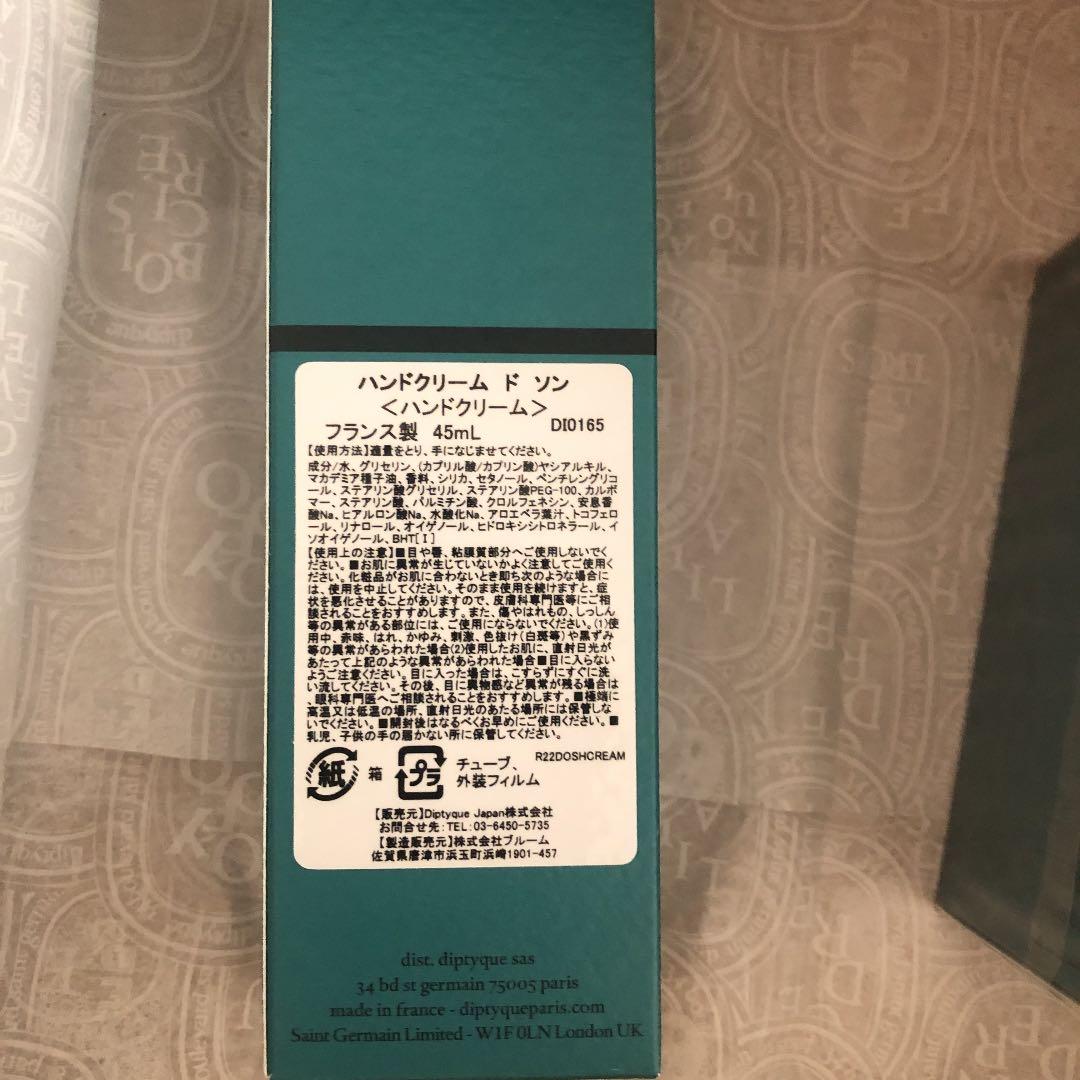 ハンドクリーム ド ソン
＜ハンドクリーム＞
フランス製 45mL DI0165
【使用方法】適量をとり、手になじませてください。
成分/水、グリセリン、(カプリル酸/カプリン酸)ヤシアルキル、
マカデミア種子油、香料、シリカ、セタノール、ペンチレングリコ
ール、ステアリン酸グリセリル、ステアリン酸PEG-100、カルボ
マー、ステアリン酸、パルミチン酸、クロルフェネシン、安息香
酸Na、ヒアルロン酸Na、水酸化Na、アロエベラ葉汁、トコフェロ
ール、リナロール、オイゲノール、ヒドロキシシトロネラール、イ
ソオイゲノール、BHT[Ⅰ]
【使用上の注意】■目や唇、粘膜質部分へご使用しないでく
ださい。■お肌に異常が生じていないかよく注意してご使用く
ださい。化粧品がお肌に合わないとき即ち次のような場合に
は、使用を中止してください。そのまま使用を続けますと、症
状を悪化させることがありますので、皮膚科専門医等にご相
談されることをおすすめします。また、傷やはれもの、しっしん
等の異常がある部位には、ご使用にならないでください。(1)使
用中、赤味、はれ、かゆみ、刺激、色抜け(白斑等)や黒ずみ
等の異常があらわれた場合(2)使用したお肌に、直射日光が
あたって上記のような異常があらわれた場合■目に入らない
ようご注意ください。目に入った場合は、こすらずにすぐに洗
い流してください。その後、目に異物感など異常が残る場合は
、眼科専門医へご相談されることをおすすめします。■極端に
高温又は低温の場所、直射日光のあたる場所には保管しな
いでください。■開封後はなるべくお早めにご使用ください。■
乳児、子供の手の届かない所に保管してください。
R22DOSHCREAM
紙 箱 プラ チューブ、
外装フィルム
【販売元】Diptyque Japan株式会社
お問合せ先：TEL：03-6450-5735
【製造販売元】株式会社ブルーム
佐賀県唐津市浜玉町浜崎1901-457
dist. diptyque sas
34 bd st germain 75005 paris
made in france - diptyqueparis.com
Saint Germain Limited - W1F 0LN London UK